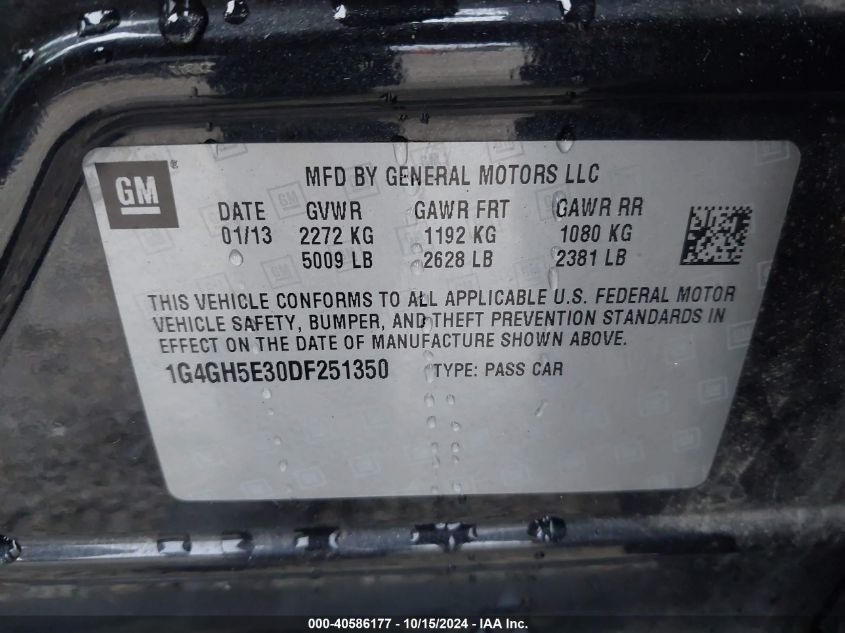 GM®
MFD BY GENERAL MOTORS LLC
DATE GVWR GAWR FRT GAWR RR
01/13 2272 KG 1192 KG 1080 KG
5009 LB 2628 LB 2381 LB
THIS VEHICLE CONFORMS TO ALL APPLICABLE U.S. FEDERAL MOTOR
VEHICLE SAFETY, BUMPER, AND THEFT PREVENTION STANDARDS IN
EFFECT ON THE DATE OF MANUFACTURE SHOWN ABOVE.
1G4GH5E30DF251350 TYPE: PASS CAR
000-40586177 - 10/15/2024 - IAA Inc.